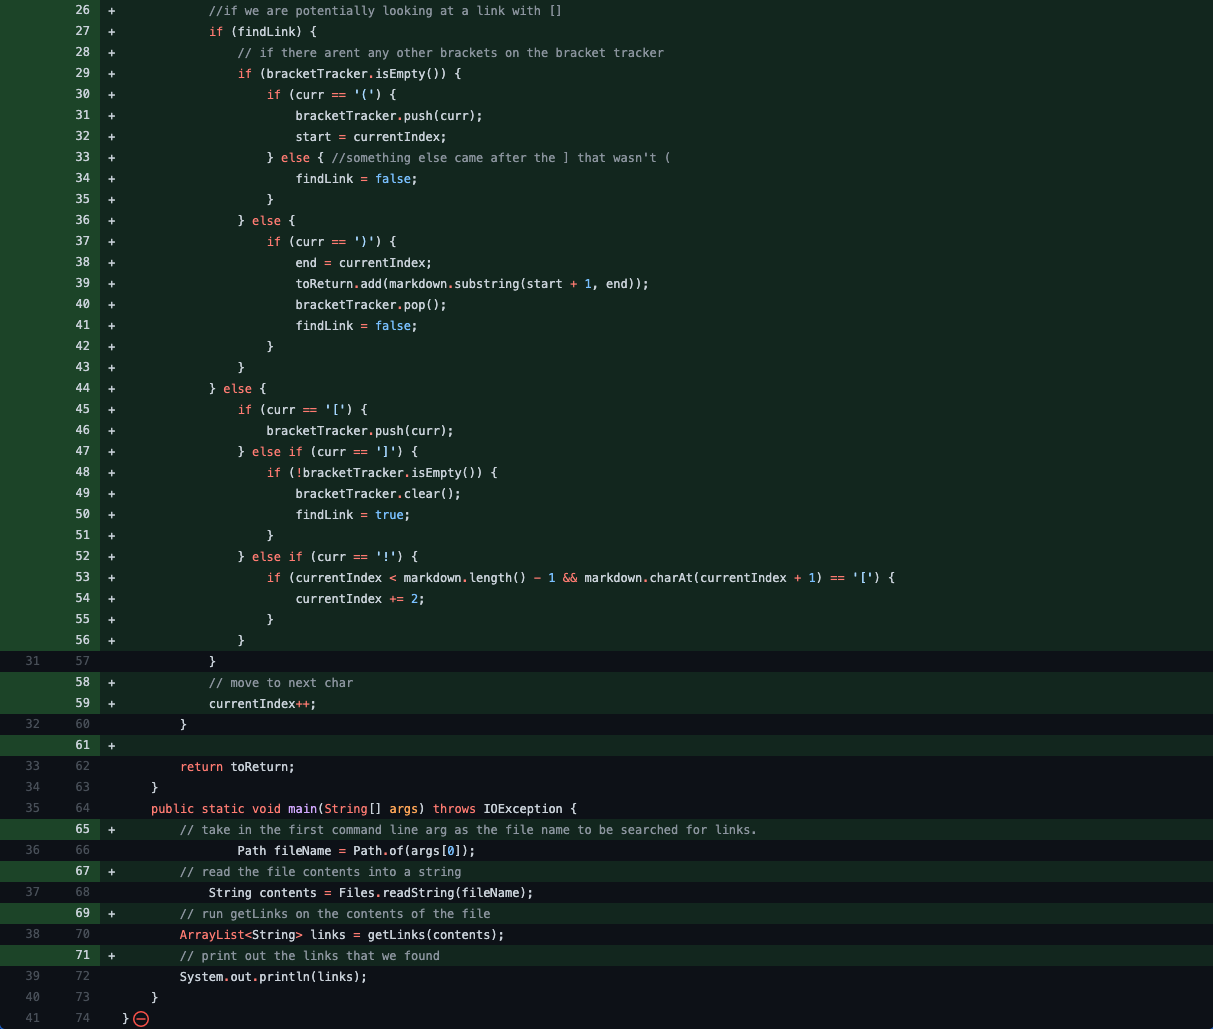 26 +             //if we are potentially looking at a link with []
27 +             if (findLink) {
28 +                 // if there arent any other brackets on the bracket tracker
29 +                 if (bracketTracker.isEmpty()) {
30 +                     if (curr == '(') {
31 +                         bracketTracker.push(curr);
32 +                         start = currentIndex;
33 +                     } else { //something else came after the ] that wasn't (
34 +                         findLink = false;
35 +                     }
36 +                 } else {
37 +                     if (curr == ')') {
38 +                         end = currentIndex;
39 +                         toReturn.add(markdown.substring(start + 1, end));
40 +                         bracketTracker.pop();
41 +                         findLink = false;
42 +                     }
43 +                 }
44 +             } else {
45 +                 if (curr == '[') {
46 +                     bracketTracker.push(curr);
47 +                 } else if (curr == ']') {
48 +                     if (!bracketTracker.isEmpty()) {
49 +                         bracketTracker.clear();
50 +                         findLink = true;
51 +                     }
52 +                 } else if (curr == '!') {
53 +                     if (currentIndex < markdown.length() - 1 && markdown.charAt(currentIndex + 1) == '[') {
54 +                         currentIndex += 2;
55 +                     }
56 +                 }
31 57             }
58 +             // move to next char
59 +             currentIndex++;
32 60         }
61 +
33 62         return toReturn;
34 63     }
35 64     public static void main(String[] args) throws IOException {
65 +         // take in the first command line arg as the file name to be searched for links.
36 66                 Path fileName = Path.of(args[0]);
67 +         // read the file contents into a string
37 68             String contents = Files.readString(fileName);
69 +         // run getLinks on the contents of the file
38 70         ArrayList<String> links = getLinks(contents);
71 +         // print out the links that we found
39 72         System.out.println(links);
40 73     }
41 74 }